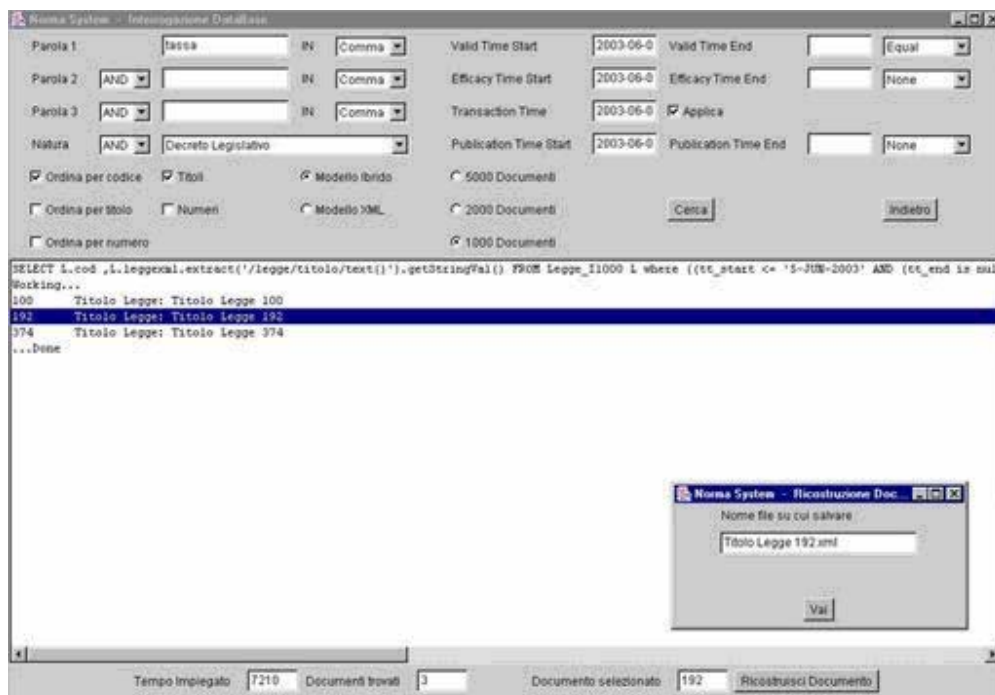 Norma System - Interrogazione DataBase
Parola 1 tassa IN Comma Valid Time Start 2003-06-0 Valid Time End Equal
Parola 2 AND IN Comma Efficacy Time Start 2003-06-0 Efficacy Time End None
Parola 3 AND IN Comma Transaction Time 2003-06-0 Applica
Natura AND Decreto Legislativo Publication Time Start 2003-06-0 Publication Time End None
Ordina per codice Titoli Modello Ibrido 5000 Documenti
Ordina per titolo Numeri Modello XML 2000 Documenti Cerca Indietro
Ordina per numero 1000 Documenti
SELECT L.cod ,L.leggexml.extract('/legge/titolo/text()').getStringVal() FROM Legge_I1000 L where ((tt_start <= '5-JUN-2003' AND (tt_end is nul
Working...
100 Titolo Legge: Titolo Legge 100
192 Titolo Legge: Titolo Legge 192
374 Titolo Legge: Titolo Legge 374
...Done
Norma System - Ricostruzione Doc...
Nome file su cui salvare
Titolo Legge 192.xml
Vai
Tempo Impiegato 7210 Documenti trovati 3 Documento selezionato 192 Ricostruisci Documento